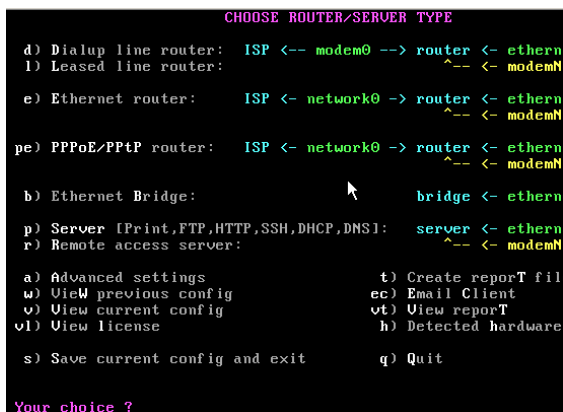 CHOOSE ROUTER/SERVER TYPE
d) Dialup line router: ISP <-- modem0 --> router <- ethern
l) Leased line router: ^-- <- modemN
e) Ethernet router: ISP <- network0 -> router <- ethern
^-- <- modemN
pe) PPPoE/PPtP router: ISP <- network0 -> router <- ethern
^-- <- modemN
b) Ethernet Bridge: bridge <- ethern
p) Server [Print,FTP,HTTP,SSH,DHCP,DNS]: server <- ethern
r) Remote access server: ^-- <- modemN
a) Advanced settings t) Create reporT fil
w) VieW previous config ec) Email Client
v) View current config vt) View reporT
vl) View license h) Detected hardware
s) Save current config and exit q) Quit
Your choice ?